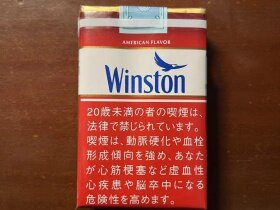 AMERICAN FLAVOR
Winston
20歳未満の者の喫煙は、
法律で禁じられています。
喫煙は、動脈硬化や血栓
形成傾向を強め、あなた
が心筋梗塞など虚血性
心疾患や脳卒中になる
危険性を高めます。